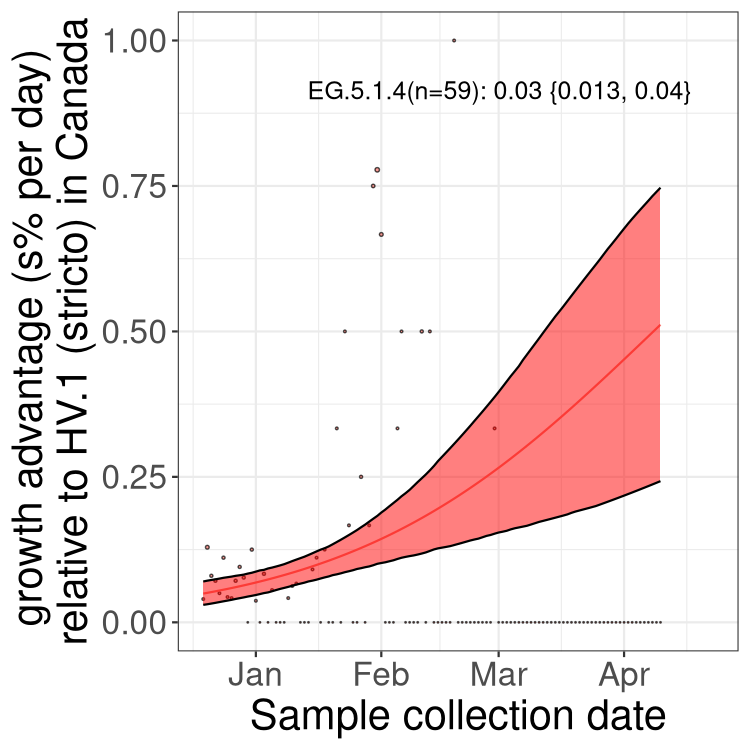 growth advantage (s% per day)
relative to HV.1 (stricto) in Canada
1.00
0.75
0.50
0.25
0.00
EG.5.1.4(n=59): 0.03 {0.013, 0.04}
Jan Feb Mar Apr
Sample collection date